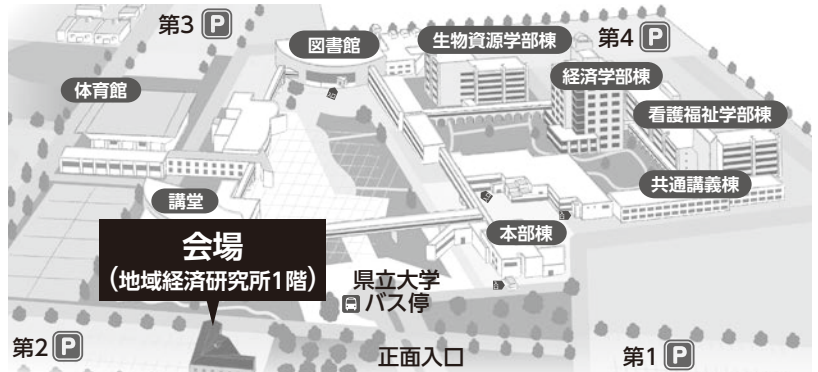 第3 P
図書館
生物資源学部棟
第4 P
経済学部棟
体育館
看護福祉学部棟
共通講義棟
講堂
本部棟
会場
(地域経済研究所1階)
県立大学
バス停
第2 P
正面入口
第1 P